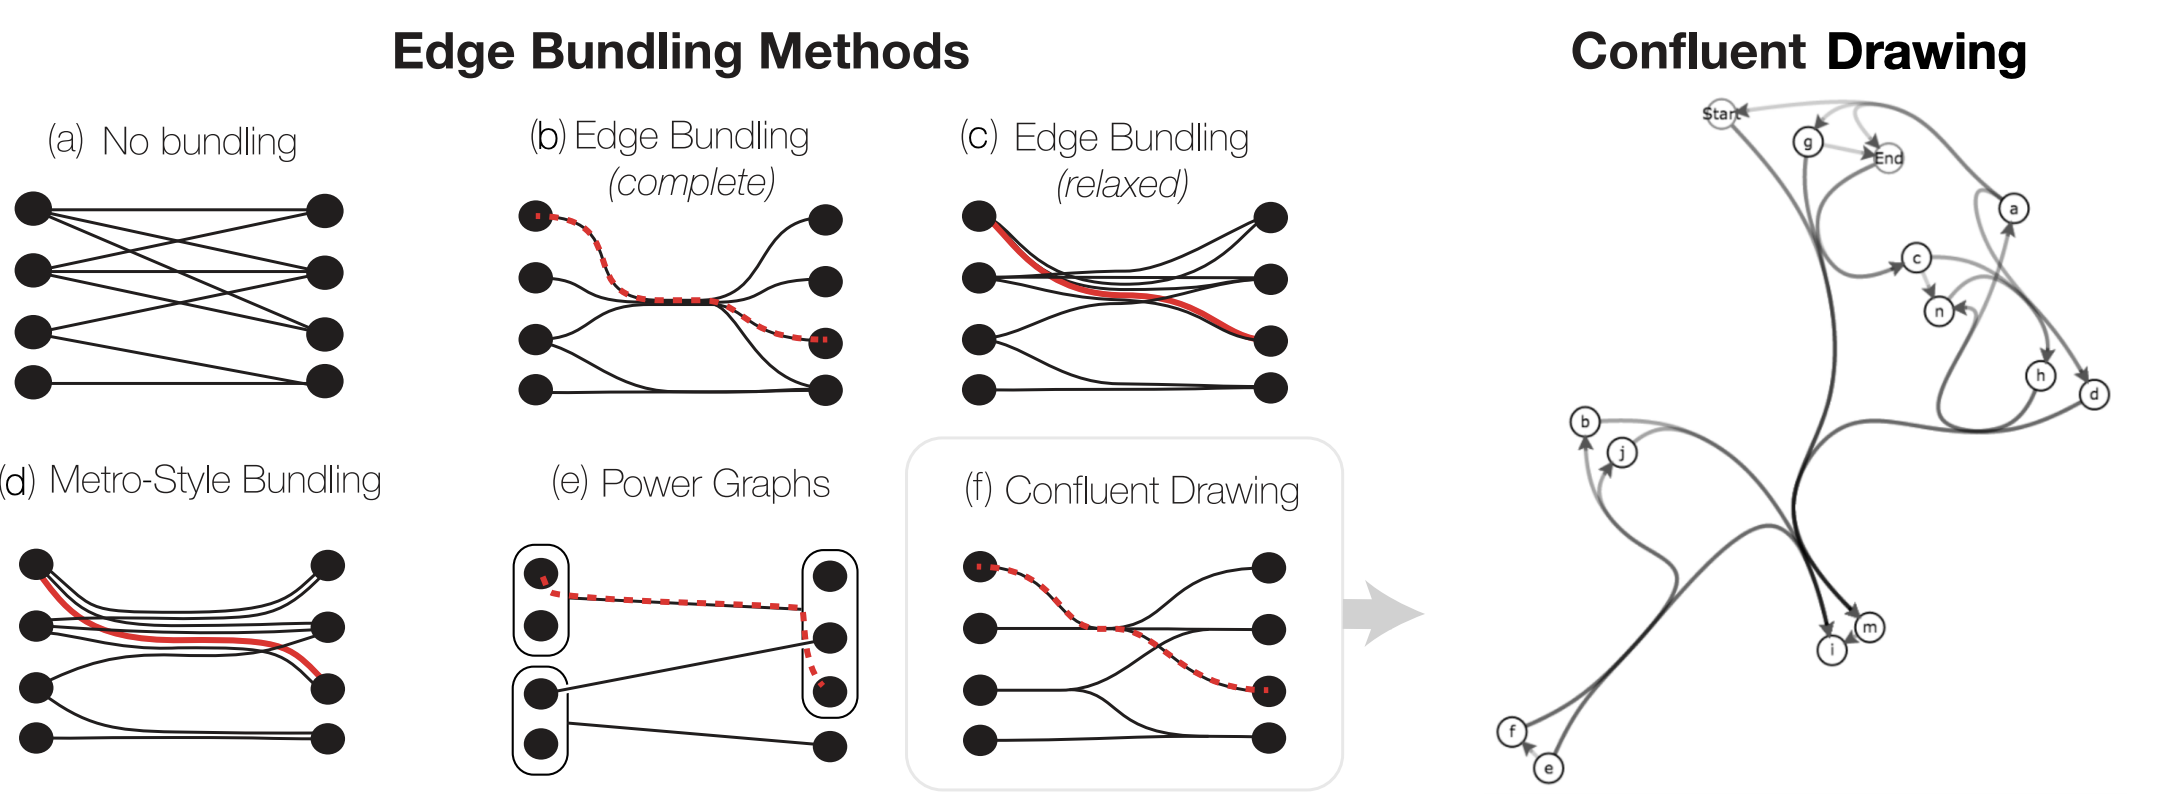 Edge Bundling Methods
Confluent Drawing
(a) No bundling
(b) Edge Bundling
(complete)
(c) Edge Bundling
(relaxed)
(d) Metro-Style Bundling
(e) Power Graphs
(f) Confluent Drawing
Start
g
End
a
c
n
h
d
b
j
m
i
f
e